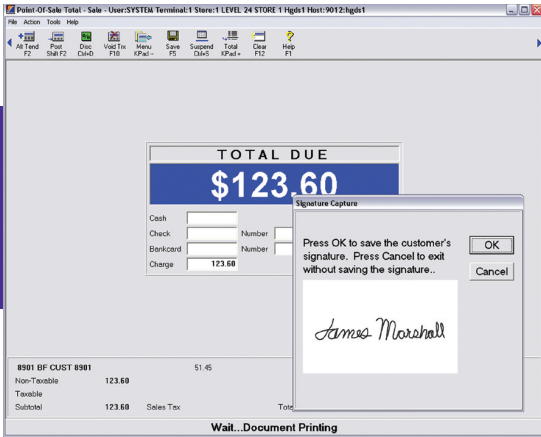 Point-Of-Sale Total - Sale - User:SYSTEM Terminal:1 Store:1 LEVEL 24 STORE 1 Hgds1 Host:9012:hgds1
File Action Tools Help
Alt Tend Post Disc Void Trx Menu Save Suspend Total Clear Help
F2 Shift F2 Ctrl+D F10 KPad - F5 Ctrl+S KPad + F12 F1
TOTAL DUE
$123.60
Cash
Check Number
Bankcard Number
Charge 123.60
Signature Capture
Press OK to save the customer's
signature. Press Cancel to exit
without saving the signature..
OK
Cancel
James Marshall
8901 BF CUST 8901 51.45
Non-Taxable 123.60
Taxable
Subtotal 123.60 Sales Tax Tota
Wait...Document Printing